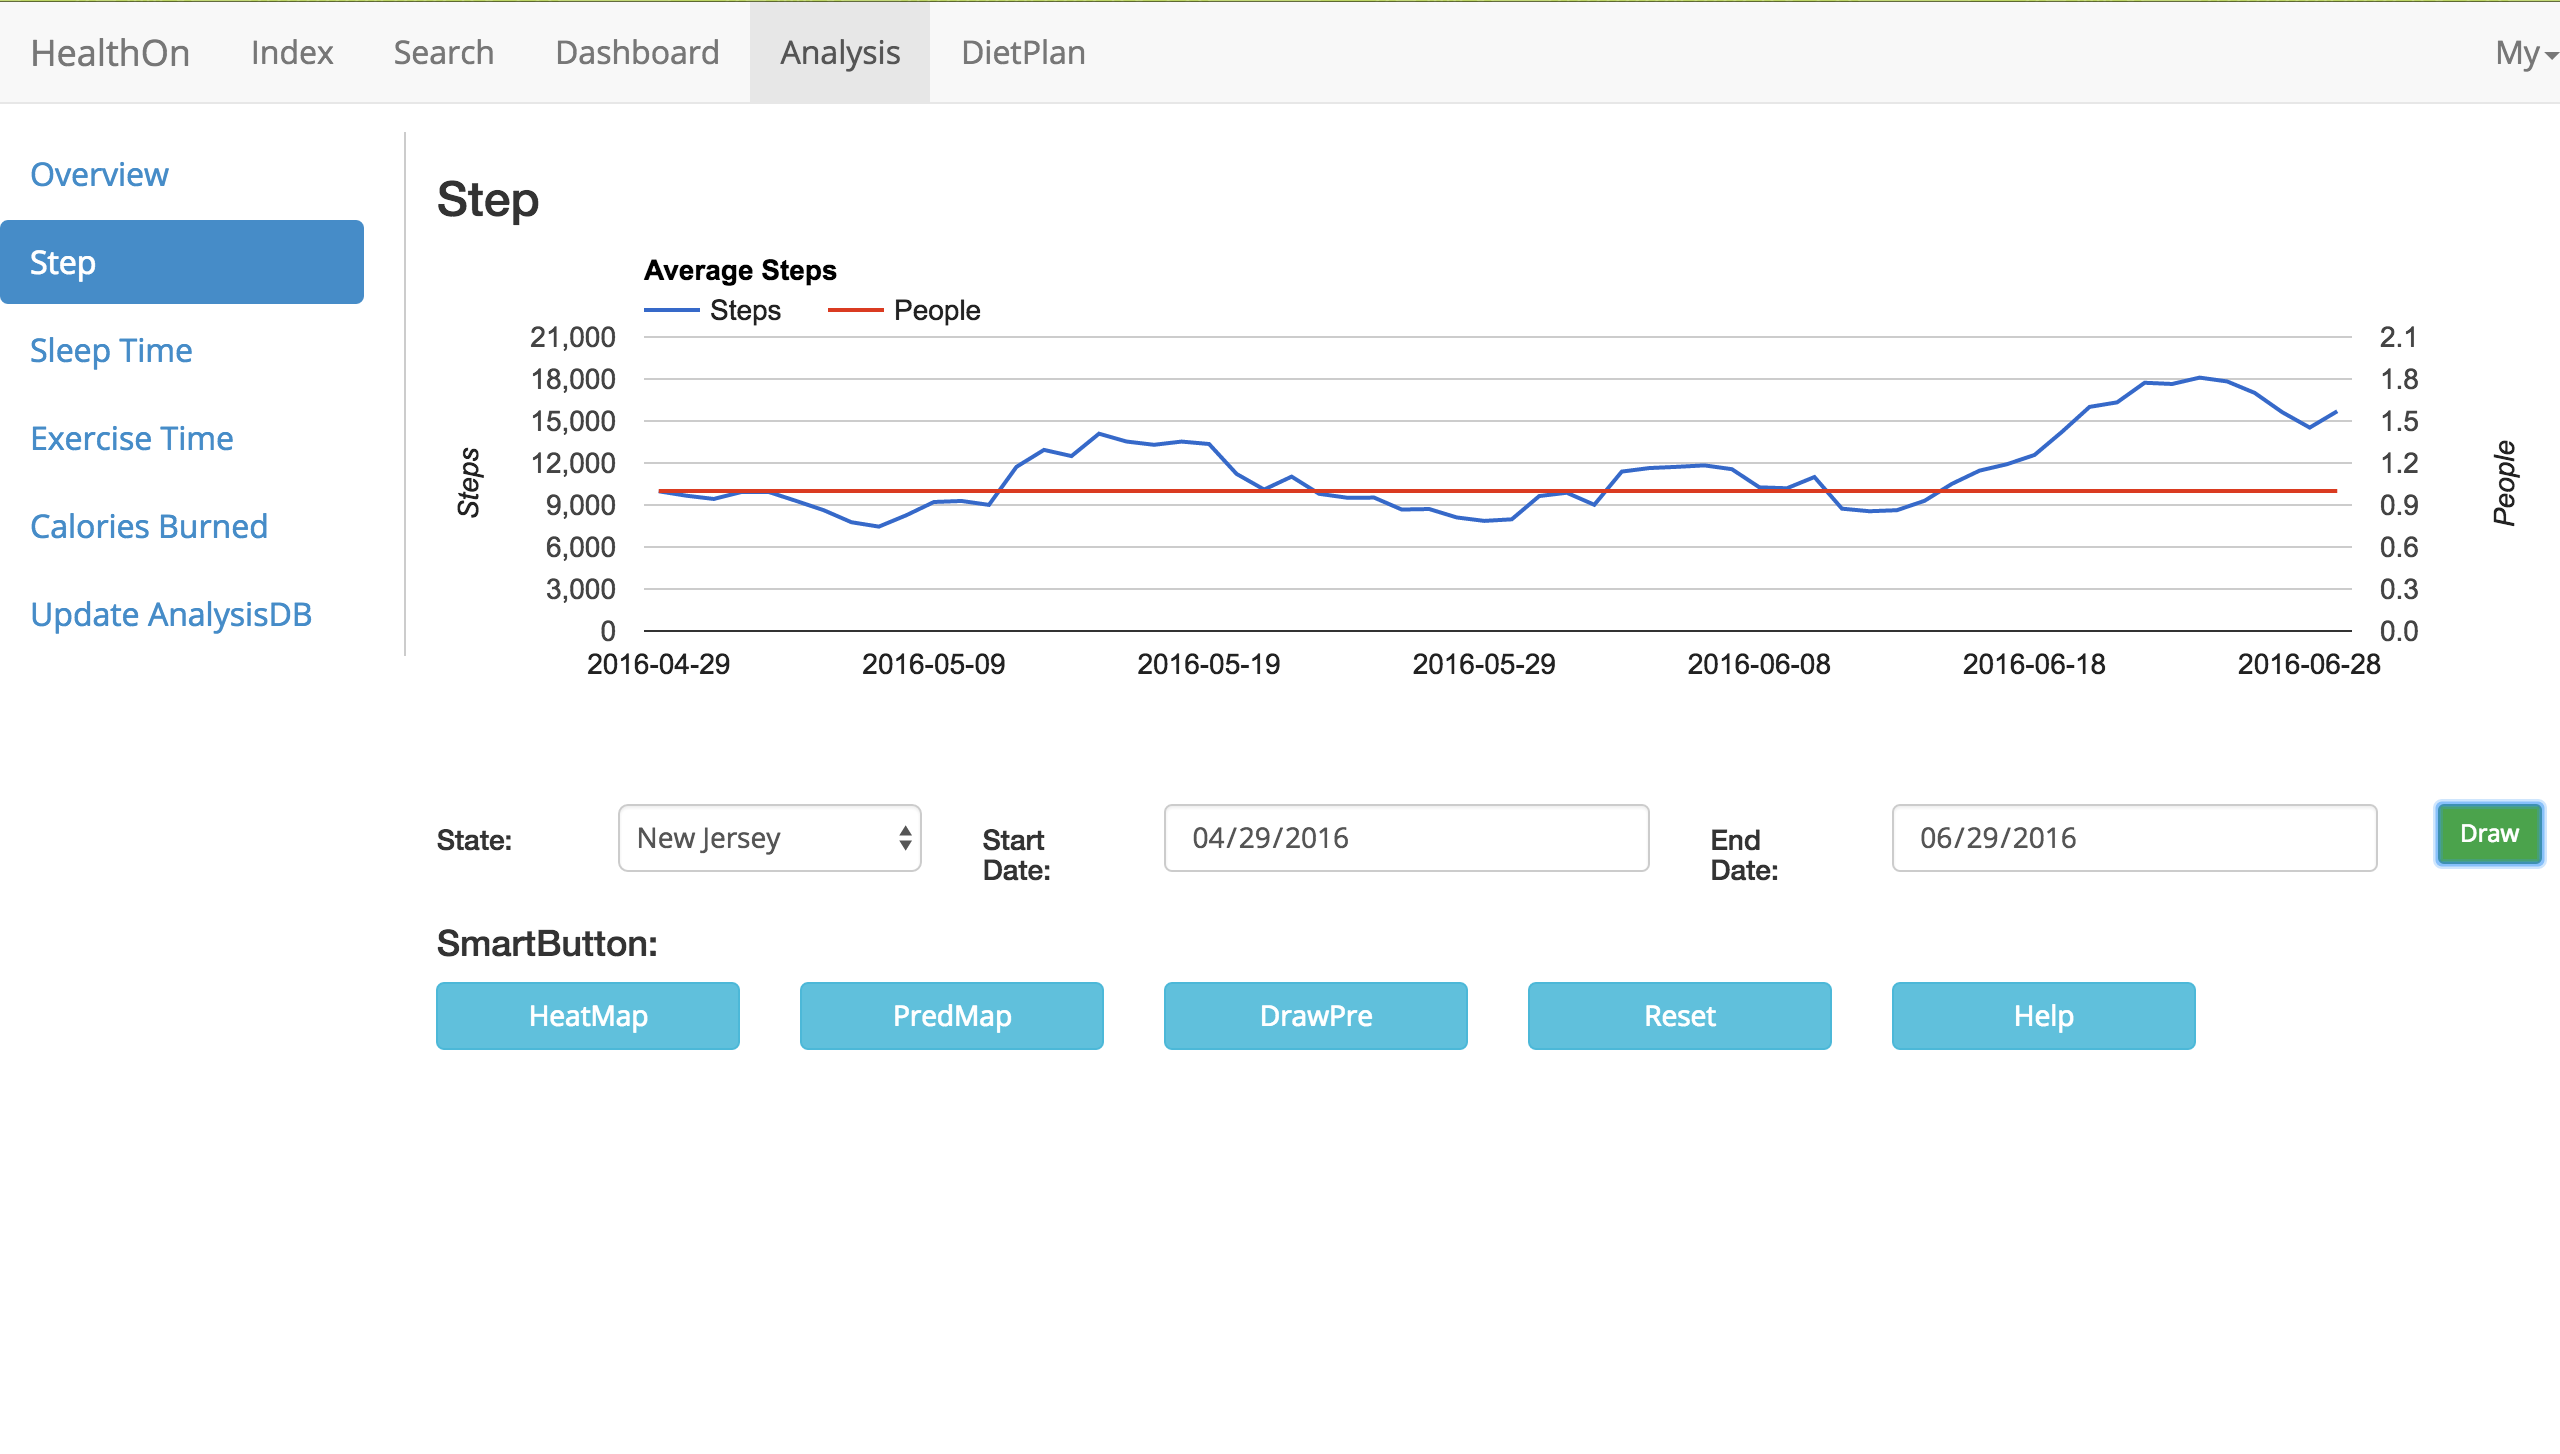 HealthOn Index Search Dashboard Analysis DietPlan My
Overview
Step
Sleep Time
Exercise Time
Calories Burned
Update AnalysisDB
Step
Average Steps
Steps People
21,000 2.1
18,000 1.8
15,000 1.5
12,000 1.2
9,000 0.9
6,000 0.6
3,000 0.3
0 0.0
Steps
People
2016-04-29 2016-05-09 2016-05-19 2016-05-29 2016-06-08 2016-06-18 2016-06-28
State: New Jersey Start Date: 04/29/2016 End Date: 06/29/2016 Draw
SmartButton:
HeatMap PredMap DrawPre Reset Help